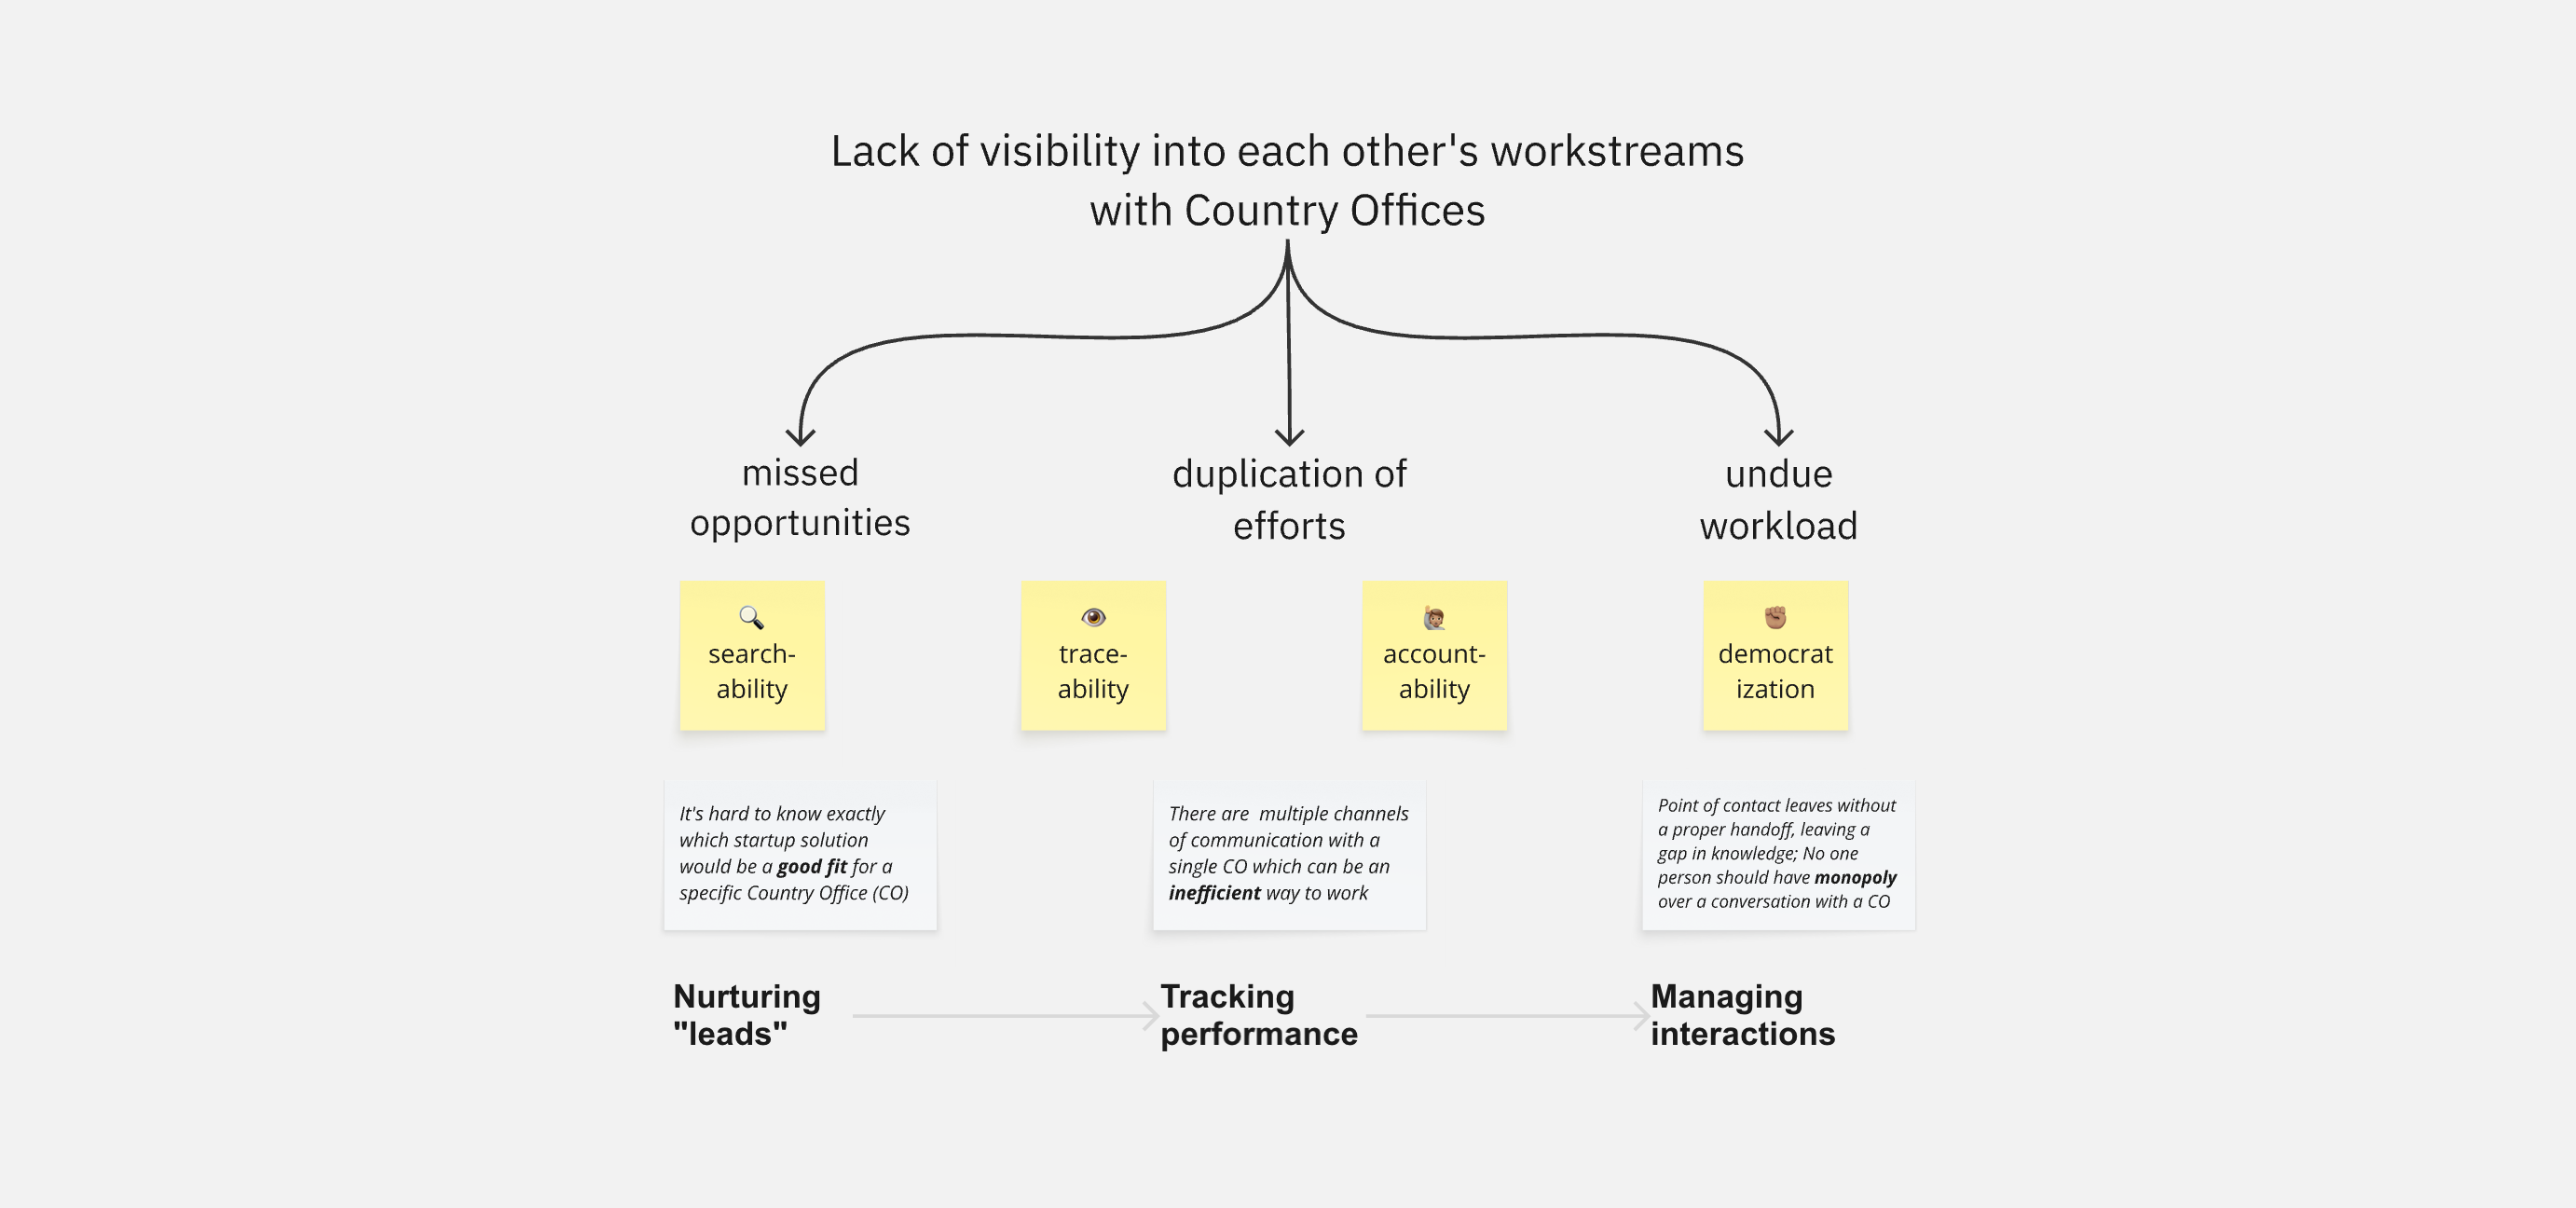 Lack of visibility into each other's workstreams
with Country Offices
missed
opportunities
duplication of
efforts
undue
workload
search-
ability
trace-
ability
account-
ability
democrat
ization
It's hard to know exactly
which startup solution
would be a good fit for a
specific Country Office (CO)
There are  multiple channels
of communication with a
single CO which can be an
inefficient way to work
Point of contact leaves without
a proper handoff, leaving a
gap in knowledge; No one
person should have monopoly
over a conversation with a CO
Nurturing
"leads"
Tracking
performance
Managing
interactions